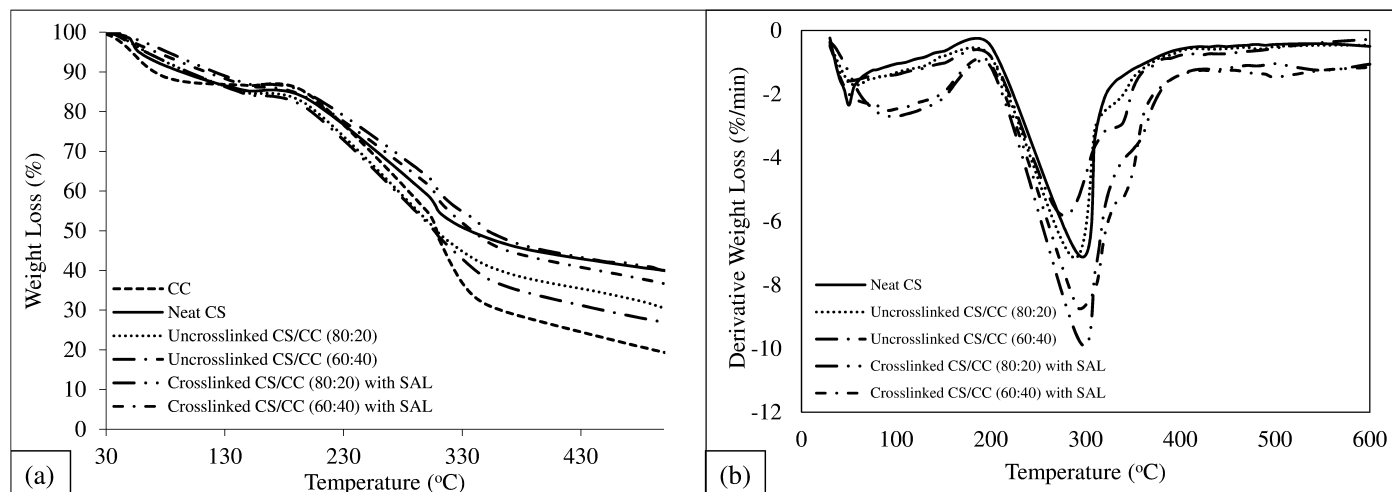 100
90
80
70
60
50
40
30
20
10
0
Weight Loss (%)
CC
Neat CS
Uncrosslinked CS/CC (80:20)
Uncrosslinked CS/CC (60:40)
Crosslinked CS/CC (80:20) with SAL
Crosslinked CS/CC (60:40) with SAL
30 130 230 330 430
Temperature (°C)
(a)
0
-2
-4
-6
-8
-10
-12
Derivative Weight Loss (%/min)
Neat CS
Uncrosslinked CS/CC (80:20)
Uncrosslinked CS/CC (60:40)
Crosslinked CS/CC (80:20) with SAL
Crosslinked CS/CC (60:40) with SAL
0 100 200 300 400 500 600
Temperature (°C)
(b)